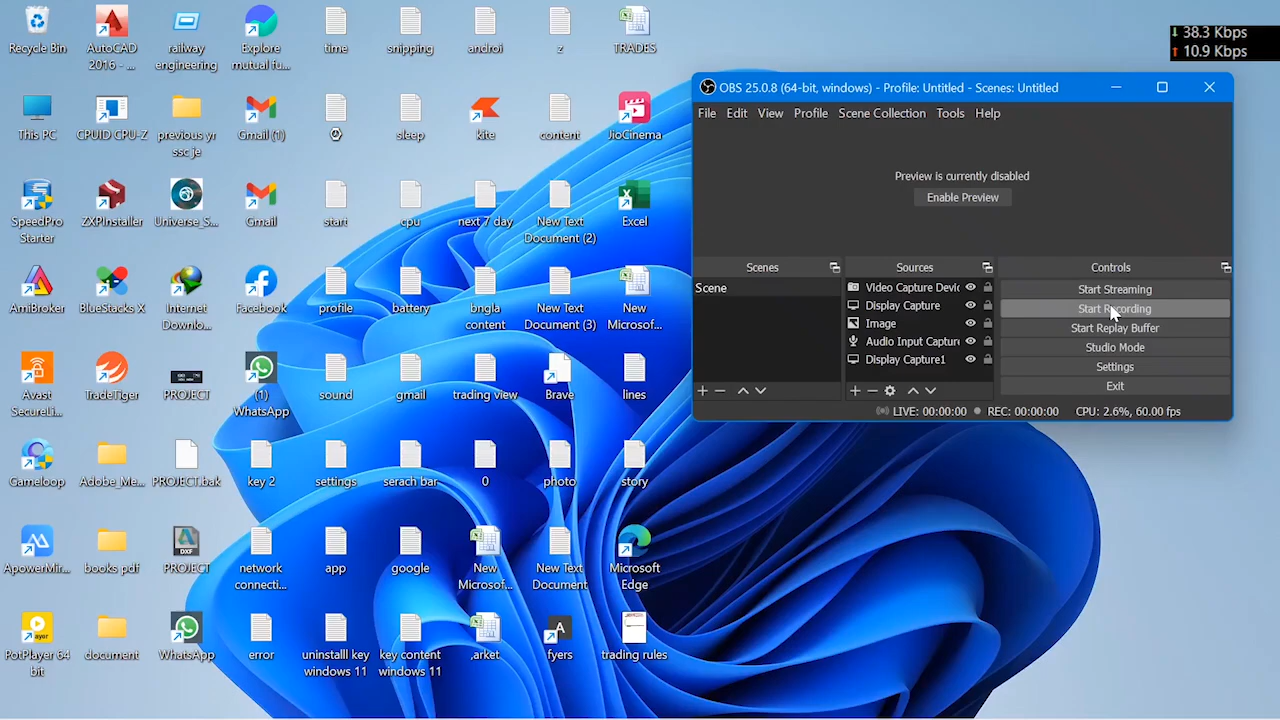 Recycle Bin
AutoCAD
2016 - ...
railway
engineering
Explore
mutual fu...
time
snipping
androi
z
TRADES
This PC
CPUID CPU-Z
previous yr
ssc je
Gmail (1)
sleep
kite
content
JioCinema
SpeedPro
Starter
ZXPInstaller
Universe_S...
Gmail
start
cpu
next 7 day
New Text
Document (2)
Excel
AmiBroker
BlueStacks X
Internet
Downlo...
Facebook
profile
battery
bngla
content
New Text
Document (3)
New
Microsof...
Avast
SecureLi...
TradeTiger
PROJECT
(1)
WhatsApp
sound
gmail
trading view
Brave
lines
Gameloop
Adobe_Me...
PROJECT.bak
key 2
settings
serach bar
0
photo
story
ApowerMir...
books pdf
DXF
PROJECT
network
connecti...
app
google
New
Microsof...
New Text
Document
Microsoft
Edge
PotPlayer 64
bit
document
WhatsApp
error
uninstalll key
windows 11
key content
windows 11
,arket
fyers
trading rules
↓ 38.3 Kbps
↑ 10.9 Kbps
OBS 25.0.8 (64-bit, windows) - Profile: Untitled - Scenes: Untitled
File Edit View Profile Scene Collection Tools Help
Preview is currently disabled
Enable Preview
Scenes
Scene
Sources
Video Capture Devic
Display Capture
Image
Audio Input Capture
Display Capture1
Controls
Start Streaming
Start Recording
Start Replay Buffer
Studio Mode
Settings
Exit
LIVE: 00:00:00 REC: 00:00:00 CPU: 2.6%, 60.00 fps